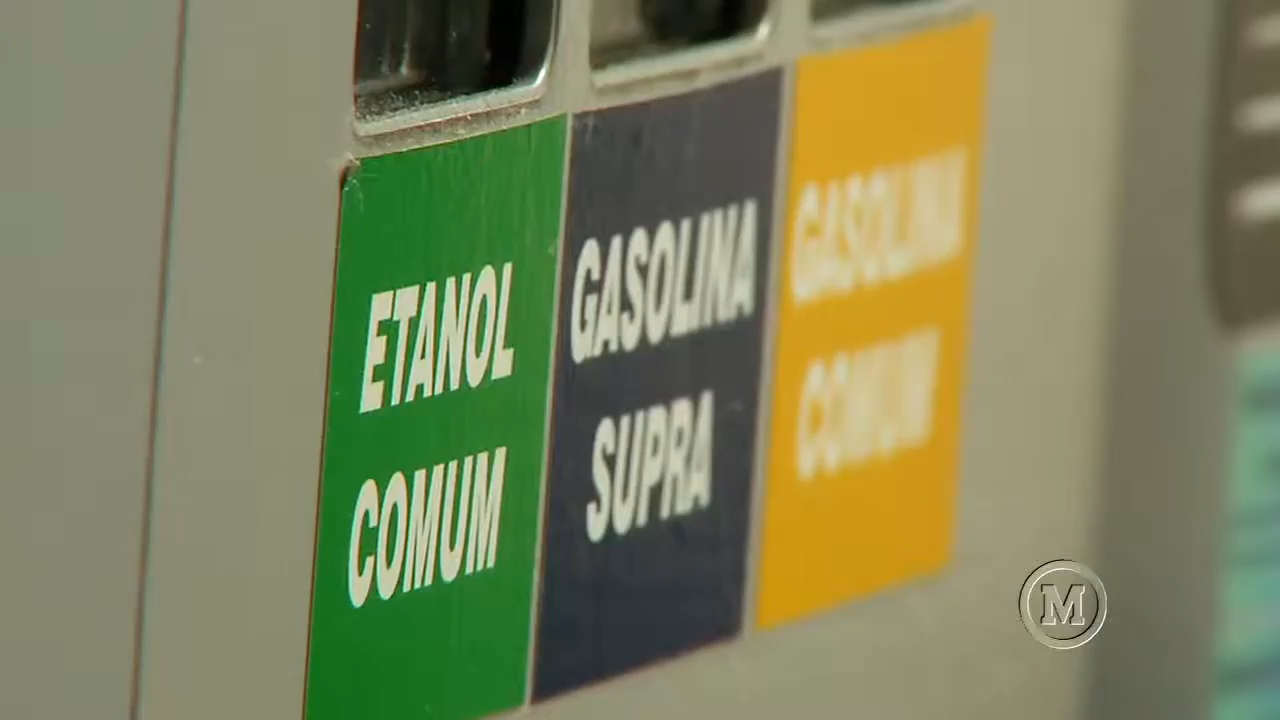 ETANOL
COMUM
GASOLINA
SUPRA
GASOLINA
COMUM
M